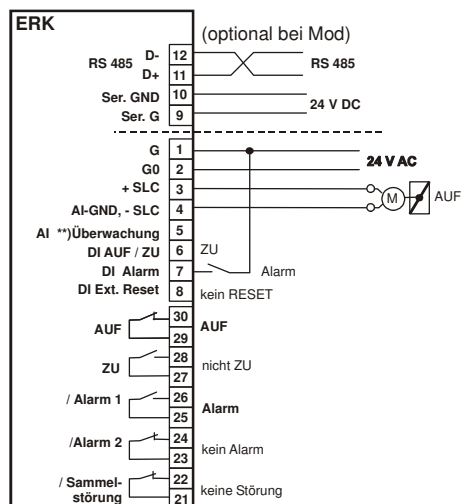 ERK
(optional bei Mod)
RS 485 D- 12 RS 485
D+ 11
Ser. GND 10 24 V DC
Ser. G 9
G 1 24 V AC
G0 2
+ SLC 3 M AUF
AI-GND, - SLC 4
AI **)Überwachung 5
DI AUF / ZU 6 ZU
DI Alarm 7 Alarm
DI Ext. Reset 8 kein RESET
AUF 30 AUF
29
ZU 28 nicht ZU
27
/ Alarm 1 26 Alarm
25
/Alarm 2 24 kein Alarm
23
/ Sammel- 22 keine Störung
störung 21